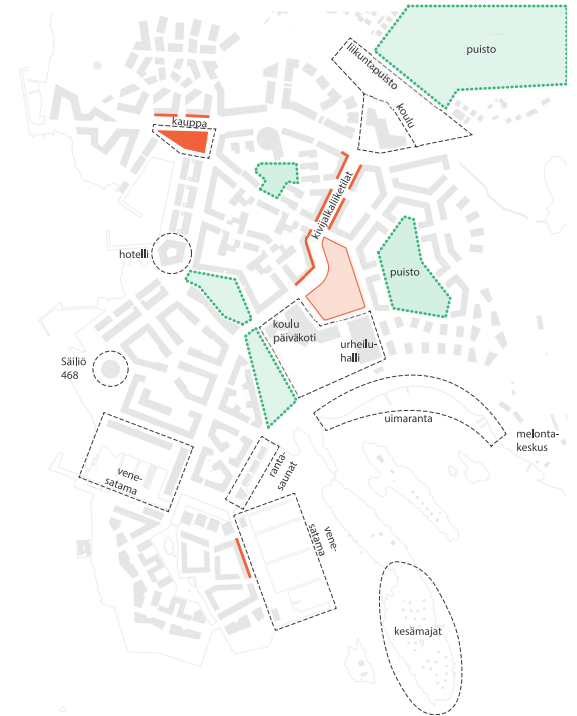 puisto
liikuntapuisto
koulu
kauppa
kivijalkaliiketilat
hotelli
puisto
koulu
päiväkoti
urheilu-
halli
Säiliö
468
uimaranta
melonta-
keskus
vene-
satama
ranta-
saunat
vene-
satama
kesämajat